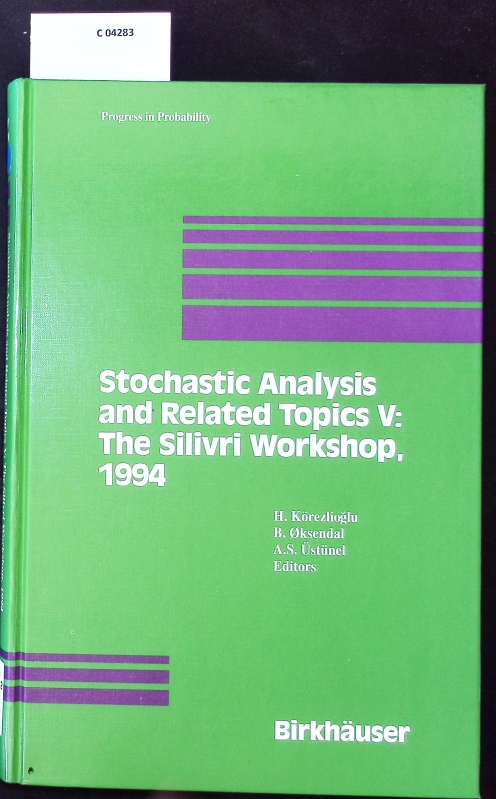 C 04283
Progress in Probability
Stochastic Analysis
and Related Topics V:
The Silivri Workshop,
1994
H. Körezlioğlu
B. Øksendal
A.S. Üstünel
Editors
Birkhäuser